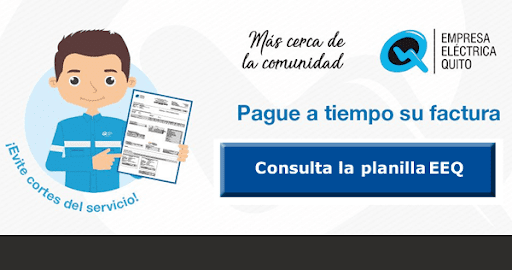 Más cerca de
la comunidad
EMPRESA
ELÉCTRICA
QUITO
Pague a tiempo su factura
Consulta la planilla EEQ
¡Evite cortes del servicio!